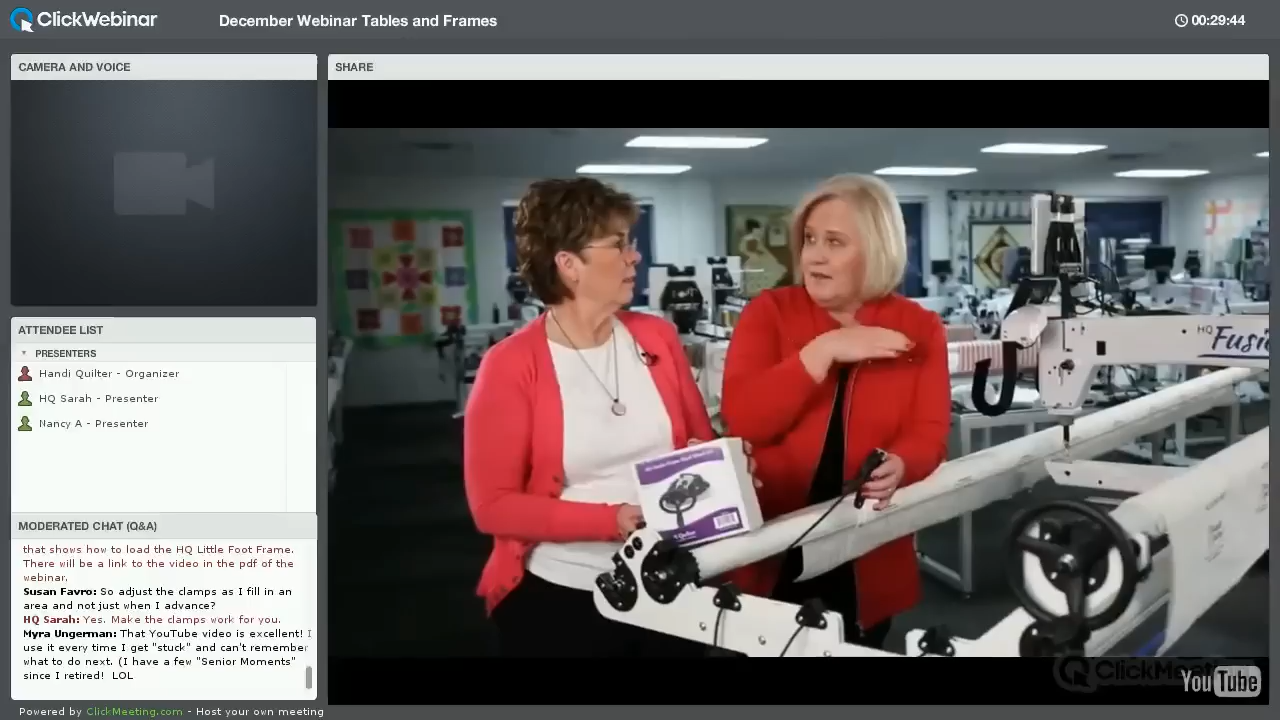 ClickWebinar
December Webinar Tables and Frames
00:29:44
CAMERA AND VOICE
SHARE
ATTENDEE LIST
PRESENTERS
Handi Quilter - Organizer
HQ Sarah - Presenter
Nancy A - Presenter
MODERATED CHAT (Q&A)
that shows how to load the HQ Little Foot Frame.
There will be a link to the video in the pdf of the
webinar.
Susan Favro: So adjust the clamps as I fill in an
area and not just when I advance?
HQ Sarah: Yes. Make the clamps work for you.
Myra Ungerman: That YouTube video is excellent! I
use it every time I get "stuck" and can't remember
what to do next. (I have a few "Senior Moments"
since I retired! LOL
HQ
Fusi
ClickMeeting
YouTube
Powered by ClickMeeting.com - Host your own meeting